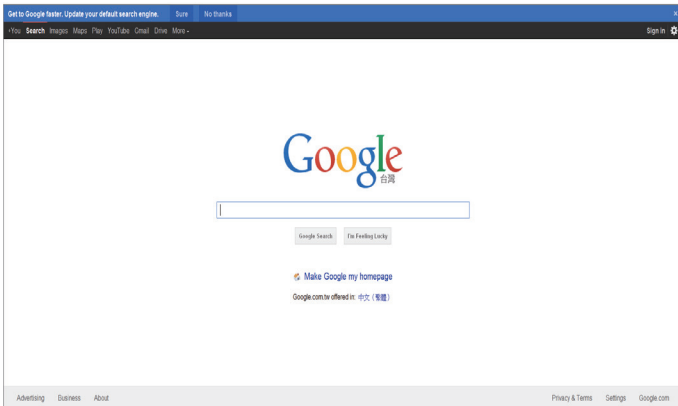 Get to Google faster. Update your default search engine. Sure No thanks ×
+You Search Images Maps Play YouTube Gmail Drive More
Sign in
Google
台灣
Google Search I'm Feeling Lucky
Make Google my homepage
Google.com.tw offered in: 中文（繁體）
Advertising Business About Privacy & Terms Settings Google.com